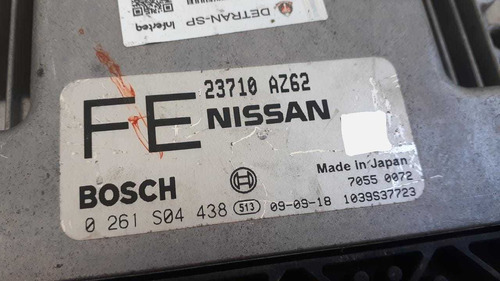 DETRAN-SP
Interteq
23710 AZ62
FE NISSAN
Made in Japan
BOSCH
7055 0072
0 261 S04 438 513 09-09-18 1039S37723